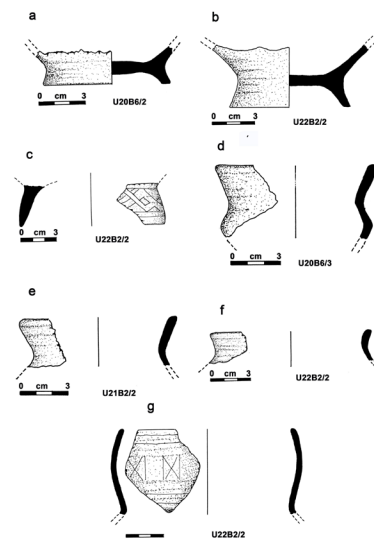 a
b
0 cm 3
U20B6/2
0 cm 3
U22B2/2
c
d
0 cm 3
U22B2/2
0 cm 3
U20B6/3
e
f
0 cm 3
U21B2/2
0 cm 3
U22B2/2
g
U22B2/2